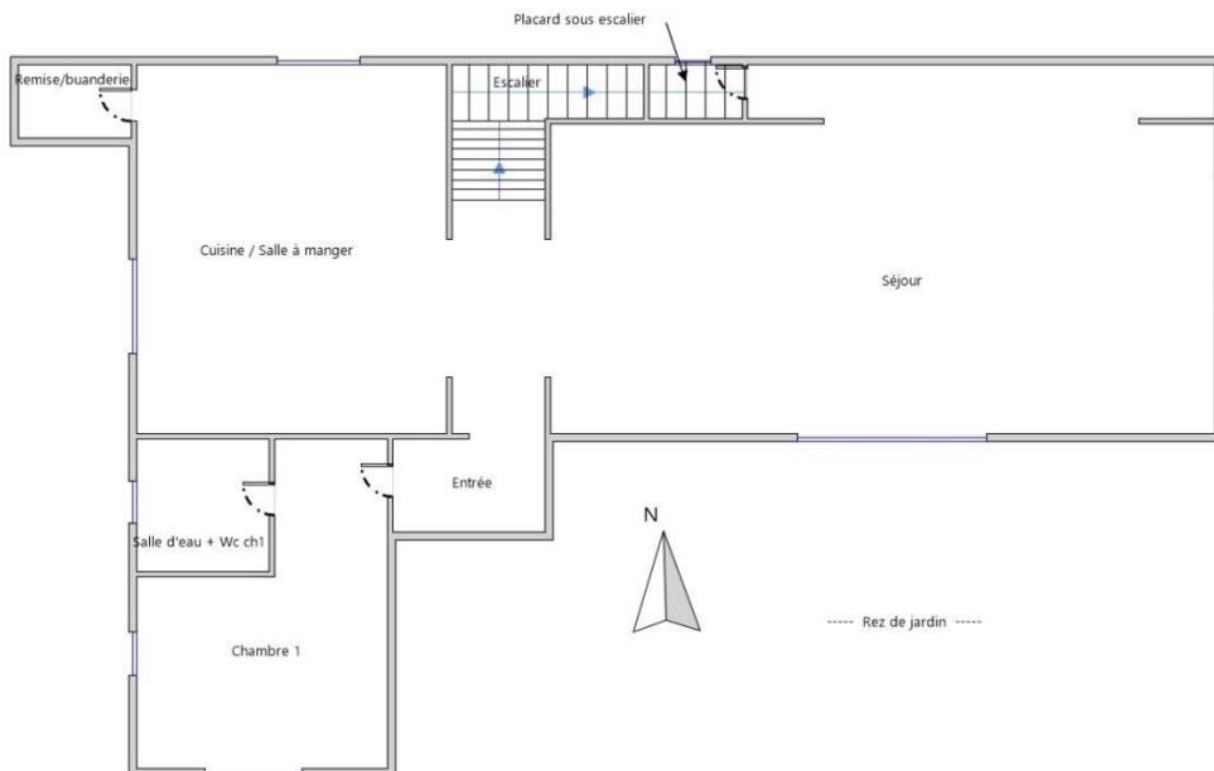 Placard sous escalier
Remise/buanderie
Escalier
Cuisine / Salle à manger
Séjour
Entrée
Salle d'eau + Wc ch1
N
----- Rez de jardin -----
Chambre 1